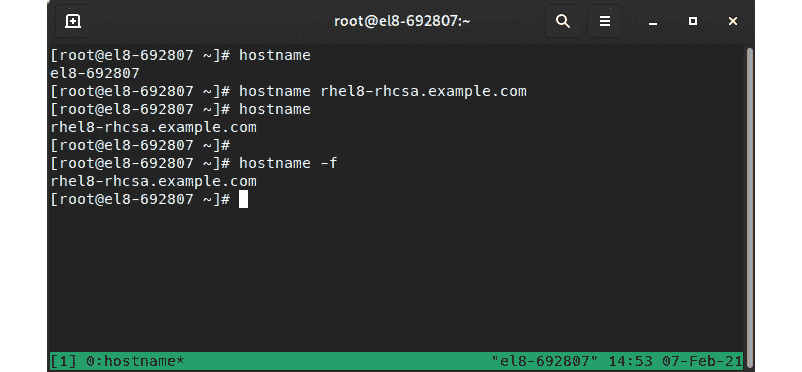 root@el8-692807:~
[root@el8-692807 ~]# hostname
el8-692807
[root@el8-692807 ~]# hostname rhel8-rhcsa.example.com
[root@el8-692807 ~]# hostname
rhel8-rhcsa.example.com
[root@el8-692807 ~]#
[root@el8-692807 ~]# hostname -f
rhel8-rhcsa.example.com
[root@el8-692807 ~]#
[1] 0:hostname* "el8-692807" 14:53 07-Feb-21